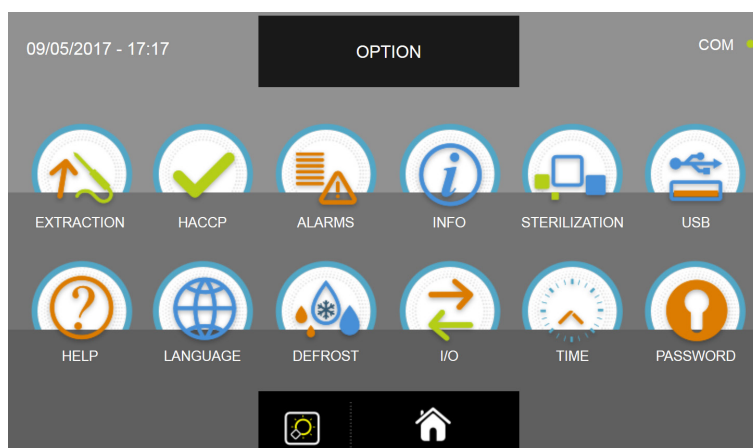 09/05/2017 - 17:17
OPTION
COM
EXTRACTION
HACCP
ALARMS
INFO
STERILIZATION
USB
HELP
LANGUAGE
DEFROST
I/O
TIME
PASSWORD